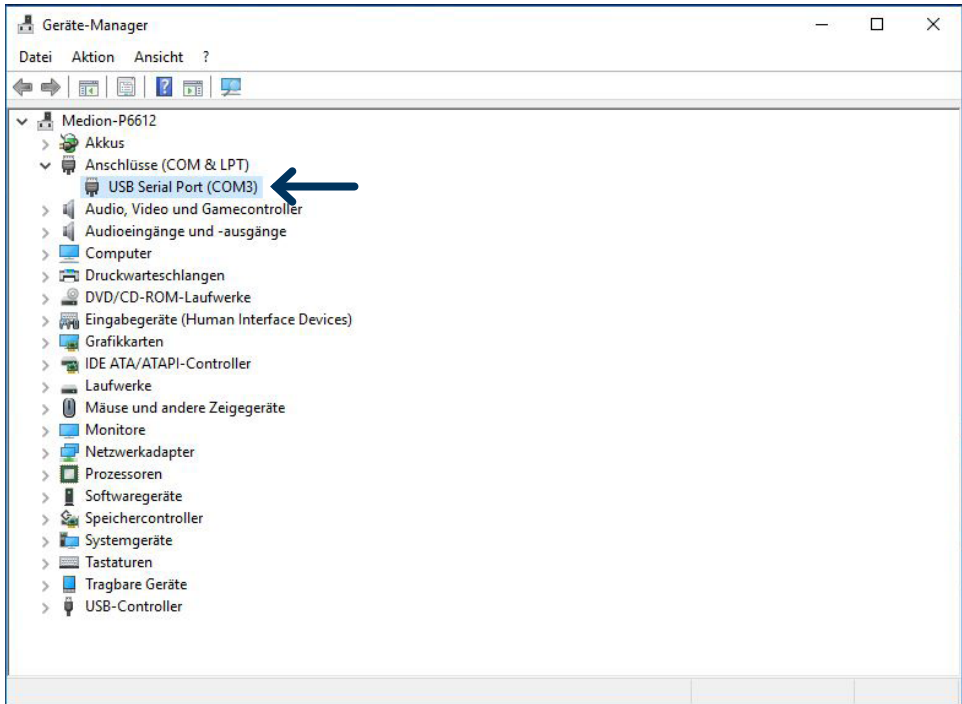 Geräte-Manager
Datei Aktion Ansicht ?
Medion-P6612
Akkus
Anschlüsse (COM & LPT)
USB Serial Port (COM3)
Audio, Video und Gamecontroller
Audioeingänge und -ausgänge
Computer
Druckwarteschlangen
DVD/CD-ROM-Laufwerke
Eingabegeräte (Human Interface Devices)
Grafikkarten
IDE ATA/ATAPI-Controller
Laufwerke
Mäuse und andere Zeigegeräte
Monitore
Netzwerkadapter
Prozessoren
Softwaregeräte
Speichercontroller
Systemgeräte
Tastaturen
Tragbare Geräte
USB-Controller